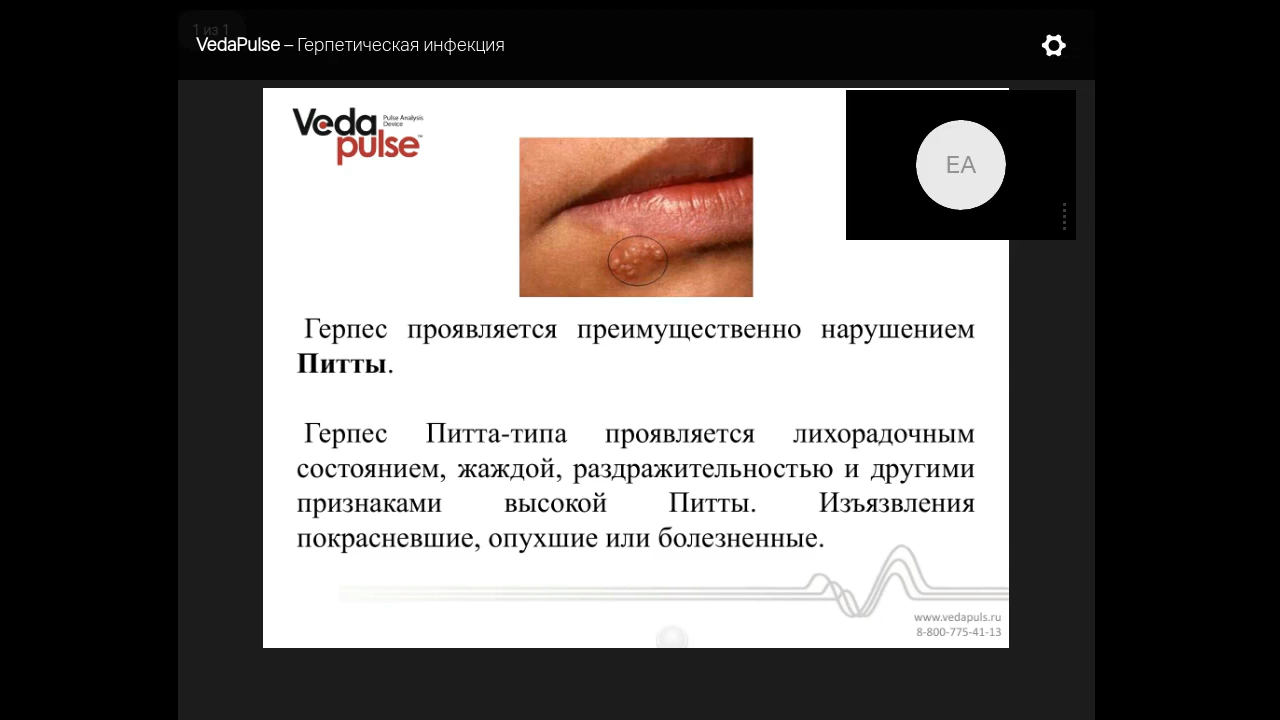 1 из 1
VedaPulse – Герпетическая инфекция
Veda
Pulse Analysis
Device
pulse™
EA
Герпес проявляется преимущественно нарушением
Питты.
Герпес Питта-типа проявляется лихорадочным
состоянием, жаждой, раздражительностью и другими
признаками высокой Питты. Изъязвления
покрасневшие, опухшие или болезненные.
www.vedapuls.ru
8-800-775-41-13